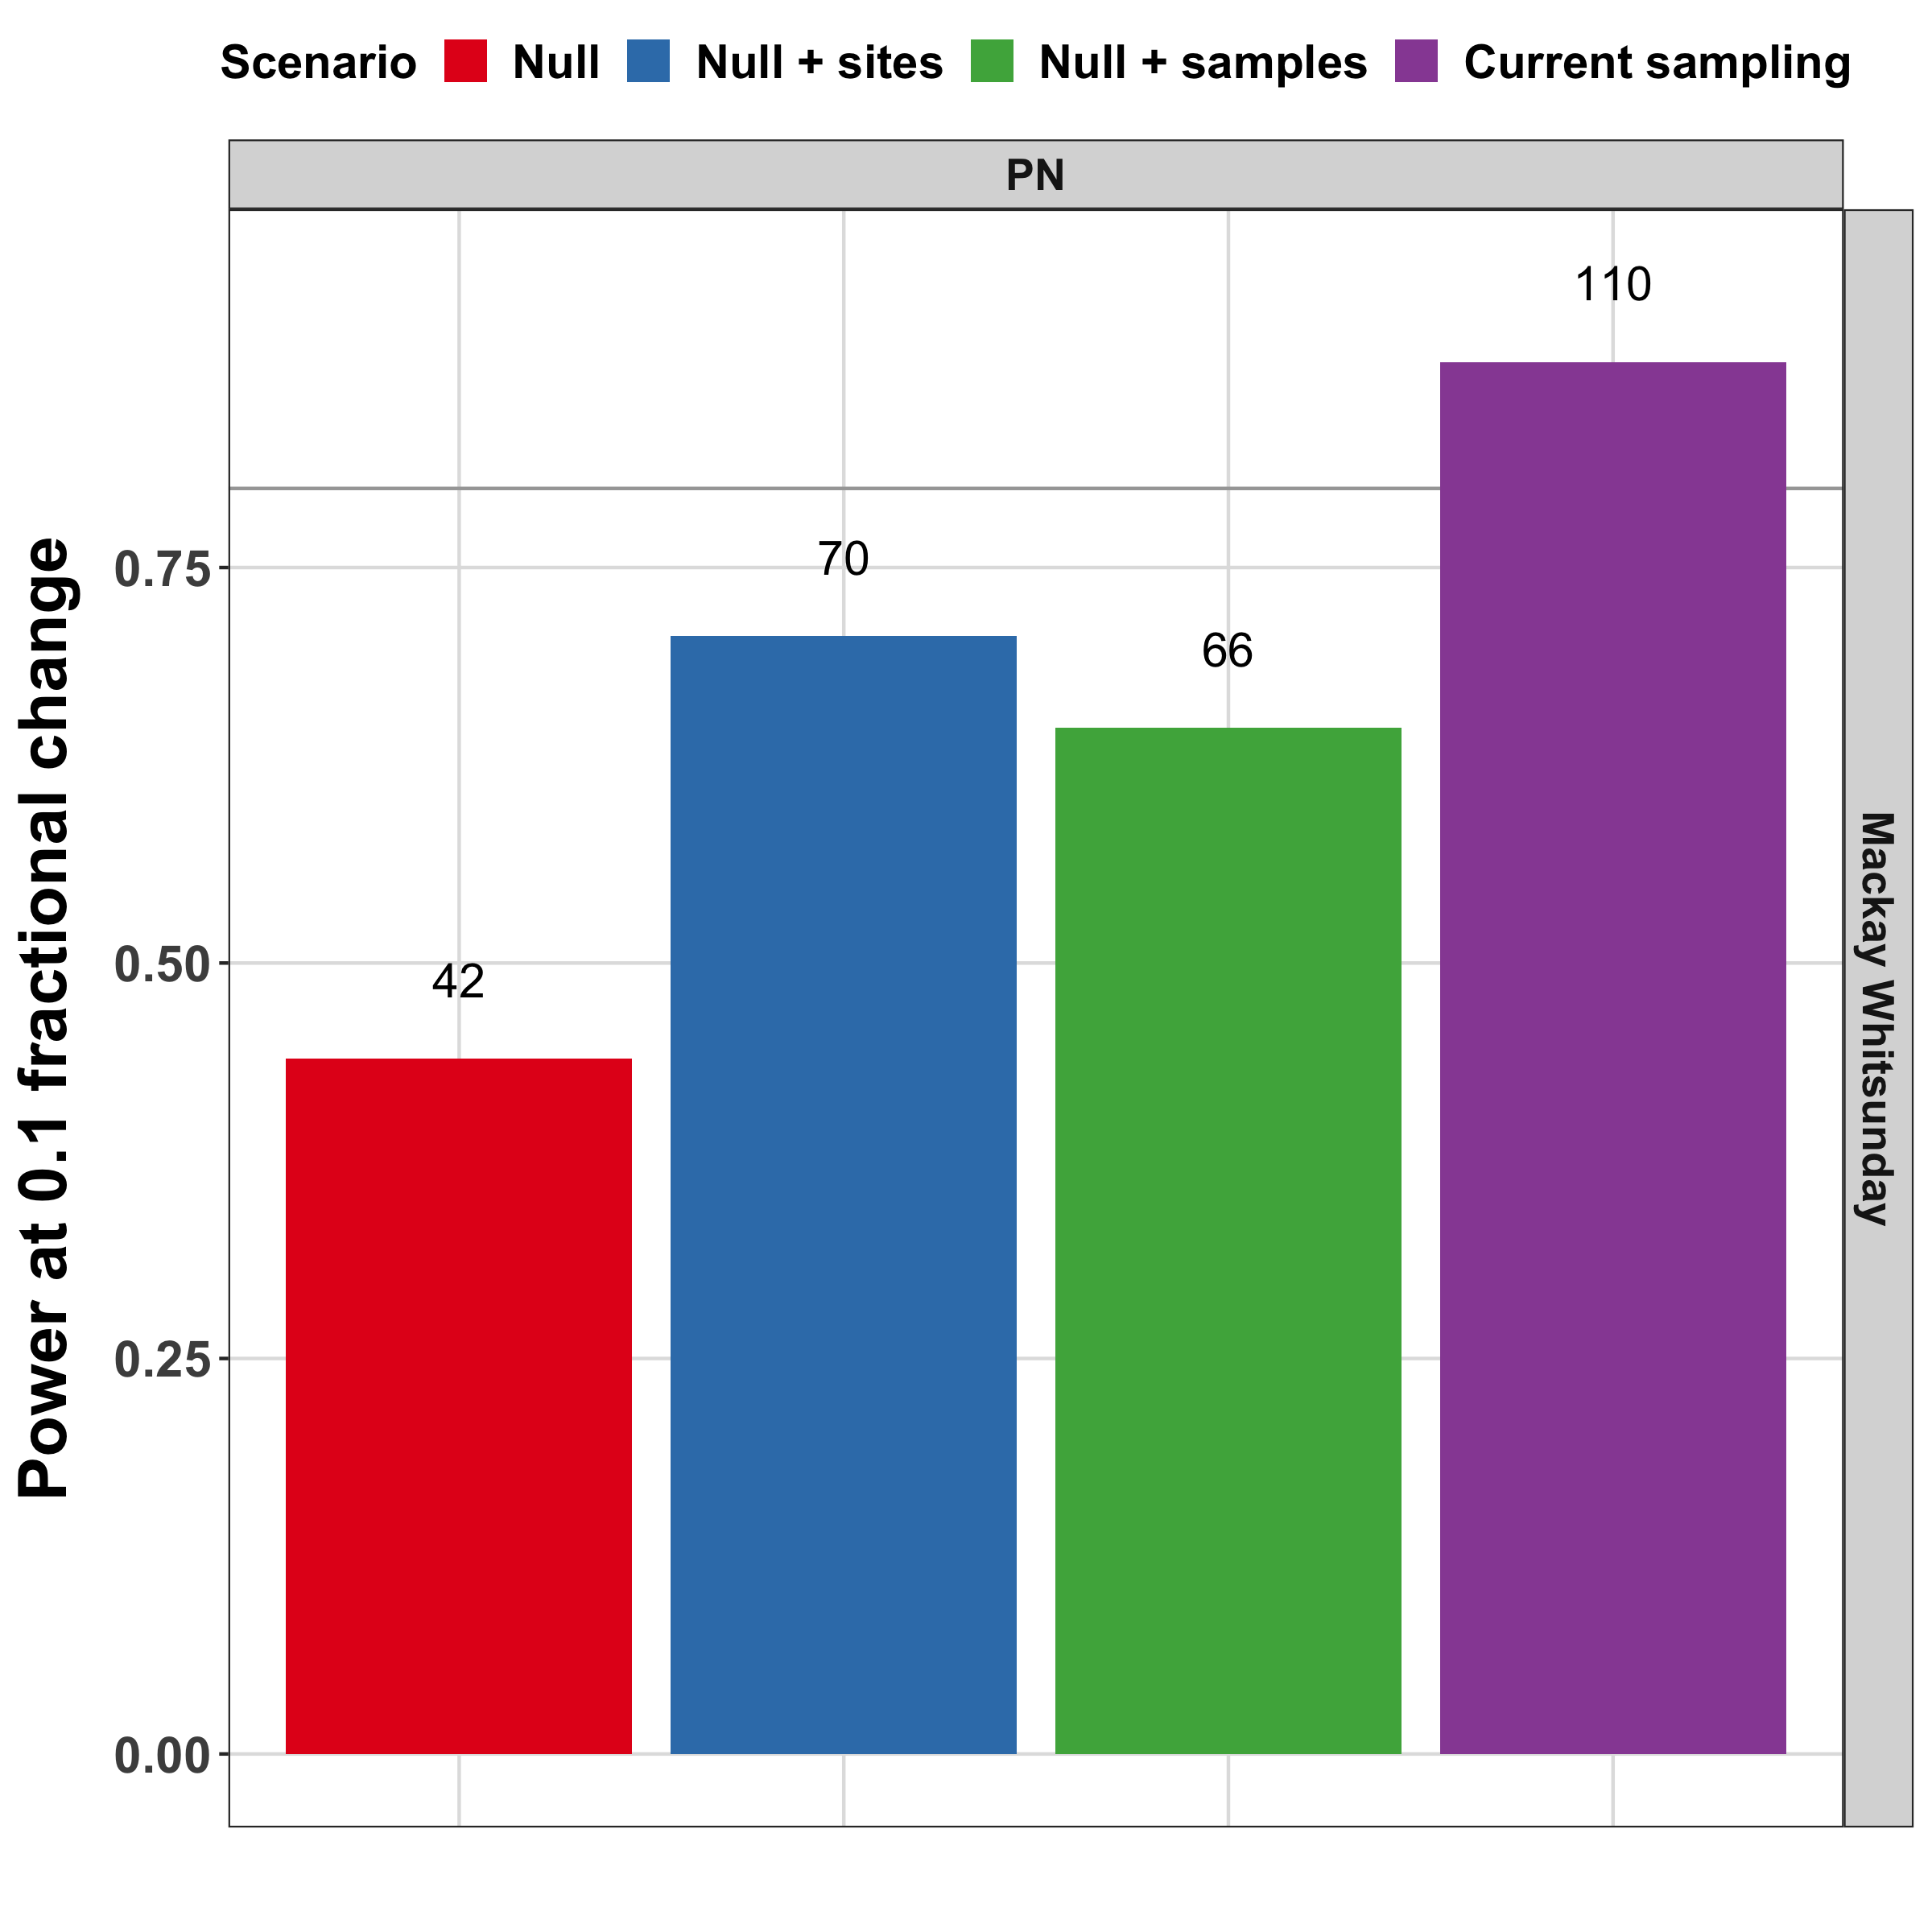 Scenario Null Null + sites Null + samples Current sampling
PN
110
70
66
42
0.75
0.50
0.25
0.00
Power at 0.1 fractional change
Mackay Whitsunday